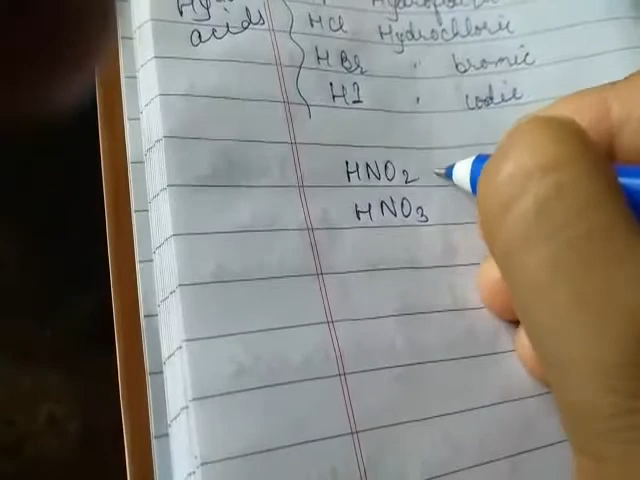 acids
HCl Hydrochloric
HBr " bromic
HI " iodic
HNO2
HNO3